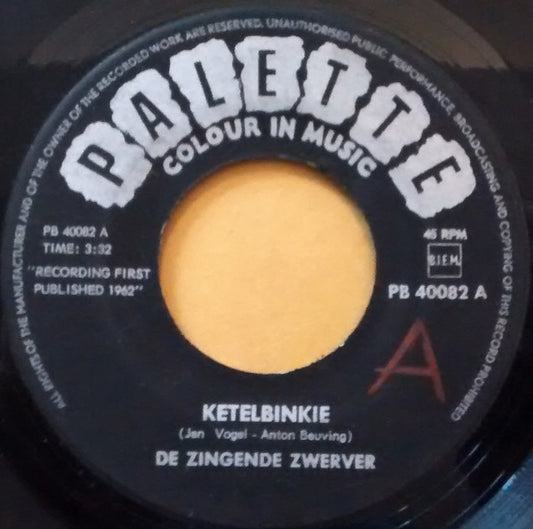 ALL RIGHTS OF THE MANUFACTURER AND OF THE OWNER OF THE RECORDED WORK ARE RESERVED. UNAUTHORISED PUBLIC PERFORMANCE, BROADCASTING AND COPYING OF THIS RECORD PROHIBITED
PALETTE
COLOUR IN MUSIC
PB 40082 A
TIME: 3:32
"RECORDING FIRST
PUBLISHED 1962"
45 RPM
B.I.E.M.
PB 40082 A
A
KETELBINKIE
(Jan Vogel - Anton Beuving)
DE ZINGENDE ZWERVER